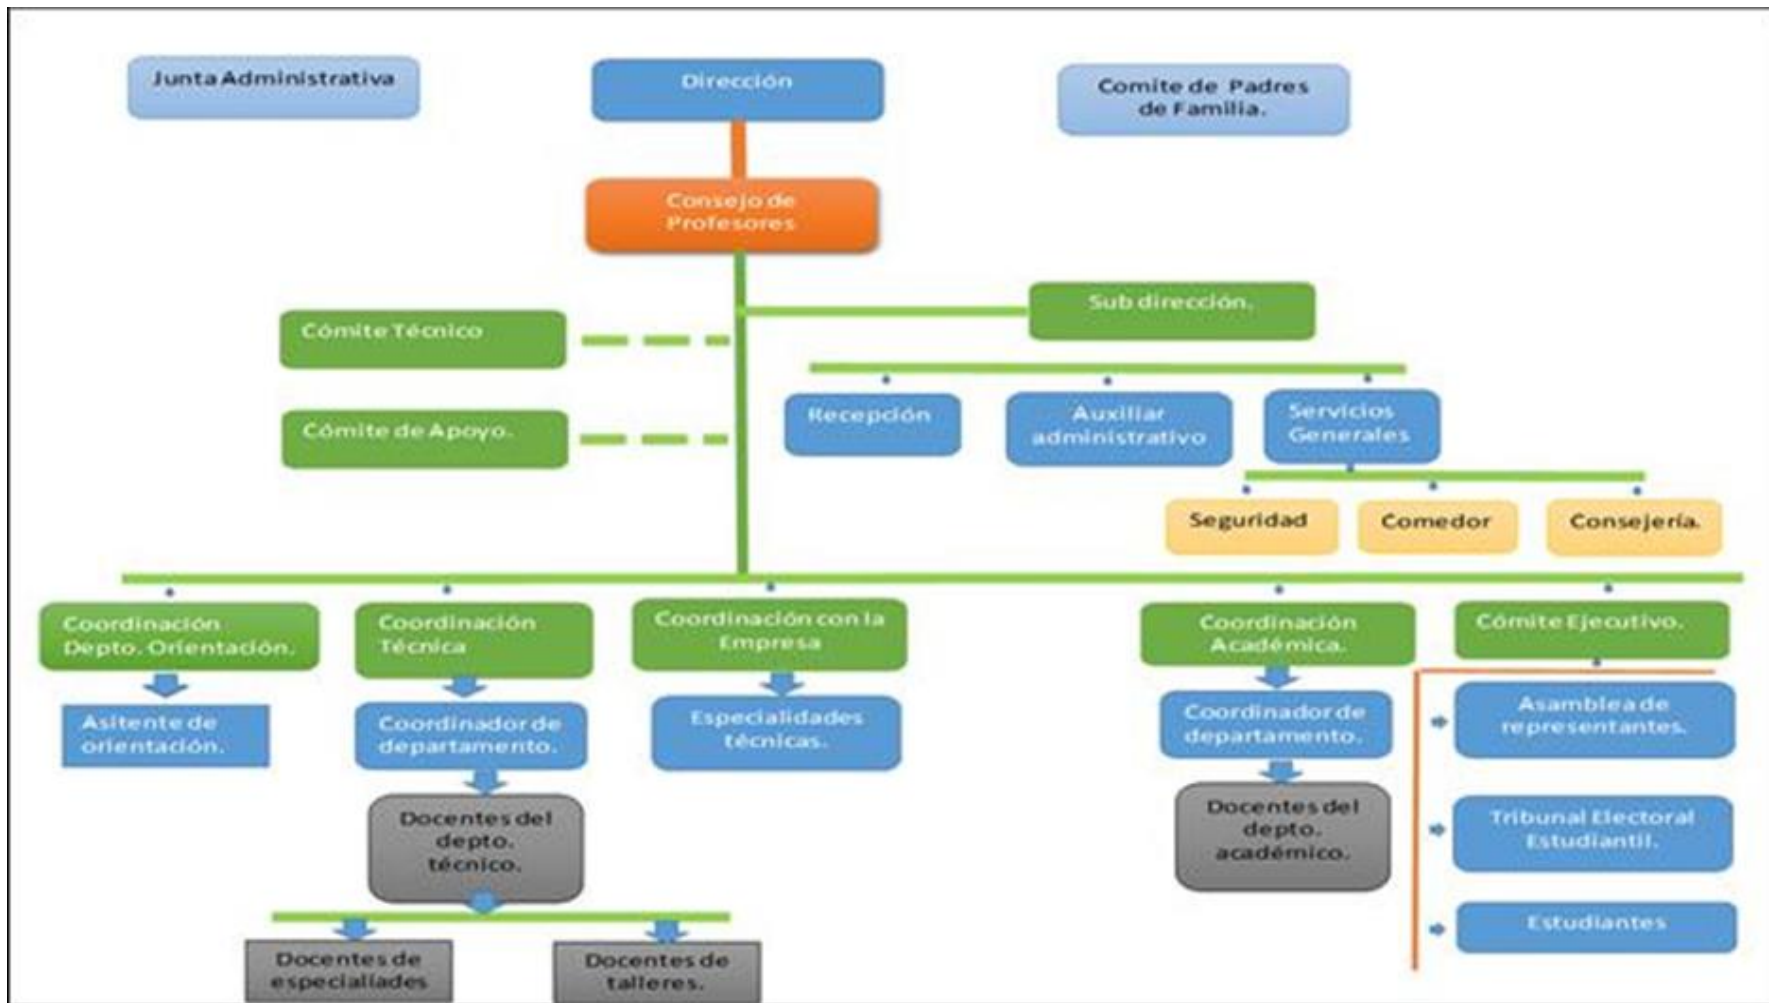 Junta Administrativa
Dirección
Comite de Padres
de Familia.
Consejo de
Profesores
Sub dirección.
Cómite Técnico
Cómite de Apoyo.
Recepción
Auxiliar
administrativo
Servicios
Generales
Seguridad
Comedor
Consejería.
Coordinación
Depto. Orientación.
Coordinación
Técnica
Coordinación con la
Empresa
Coordinación
Académica.
Cómite Ejecutivo.
Asitente de
orientación.
Coordinador de
departamento.
Especialidades
técnicas.
Coordinador de
departamento.
Asamblea de
representantes.
Docentes del
depto.
técnico.
Docentes del
depto.
académico.
Tribunal Electoral
Estudiantil.
Estudiantes
Docentes de
especialiades
Docentes de
talleres.